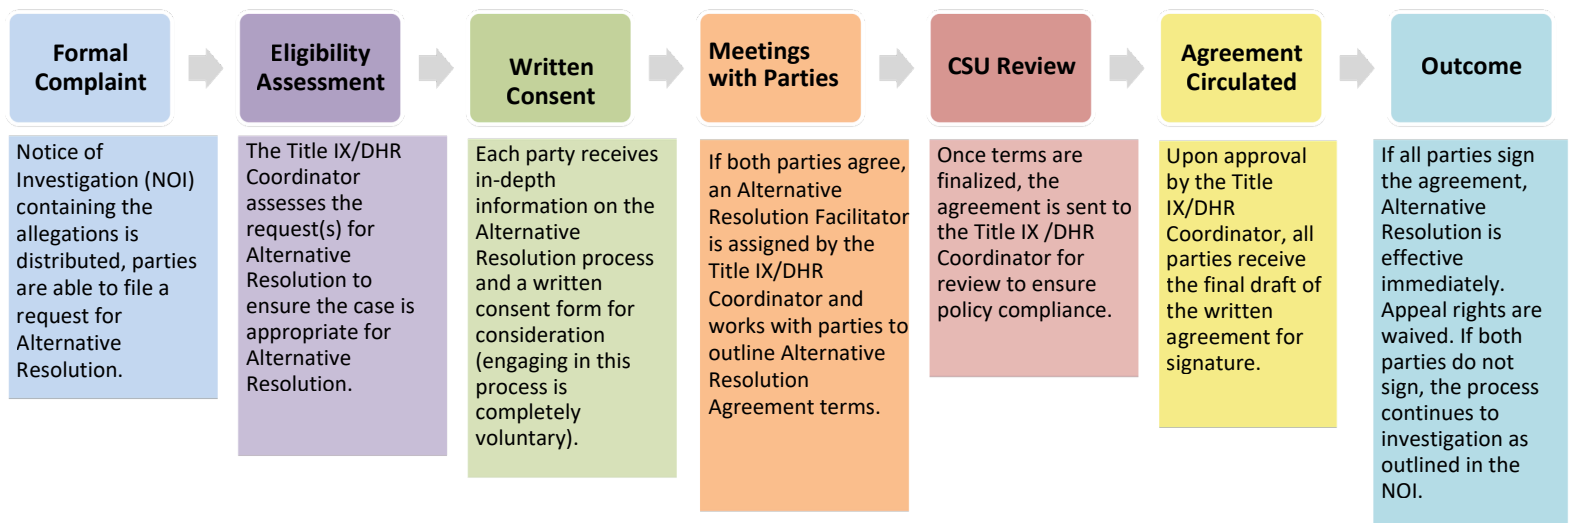 Formal
Complaint
Notice of
Investigation (NOI)
containing the
allegations is
distributed, parties
are able to file a
request for
Alternative
Resolution.
Eligibility
Assessment
The Title IX/DHR
Coordinator
assesses the
request(s) for
Alternative
Resolution to
ensure the case is
appropriate for
Alternative
Resolution.
Written
Consent
Each party receives
in-depth
information on the
Alternative
Resolution process
and a written
consent form for
consideration
(engaging in this
process is
completely
voluntary).
Meetings
with Parties
If both parties agree,
an Alternative
Resolution Facilitator
is assigned by the
Title IX/DHR
Coordinator and
works with parties to
outline Alternative
Resolution
Agreement terms.
CSU Review
Once terms are
finalized, the
agreement is sent to
the Title IX /DHR
Coordinator for
review to ensure
policy compliance.
Agreement
Circulated
Upon approval
by the Title
IX/DHR
Coordinator, all
parties receive
the final draft of
the written
agreement for
signature.
Outcome
If all parties sign
the agreement,
Alternative
Resolution is
effective
immediately.
Appeal rights are
waived. If both
parties do not
sign, the process
continues to
investigation as
outlined in the
NOI.